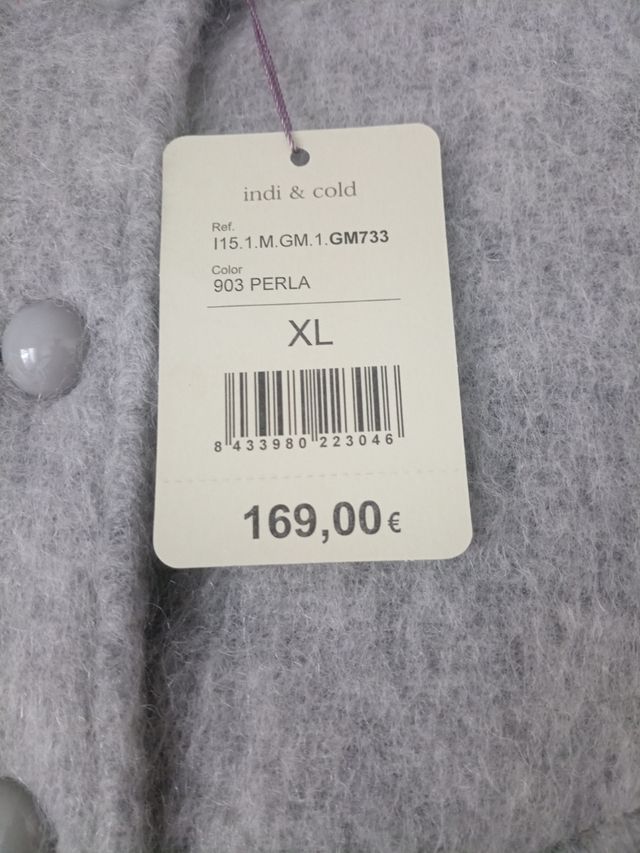 indi & cold
Ref.
I15.1.M.GM.1.GM733
Color
903 PERLA
XL
8 433980 223046
169,00€